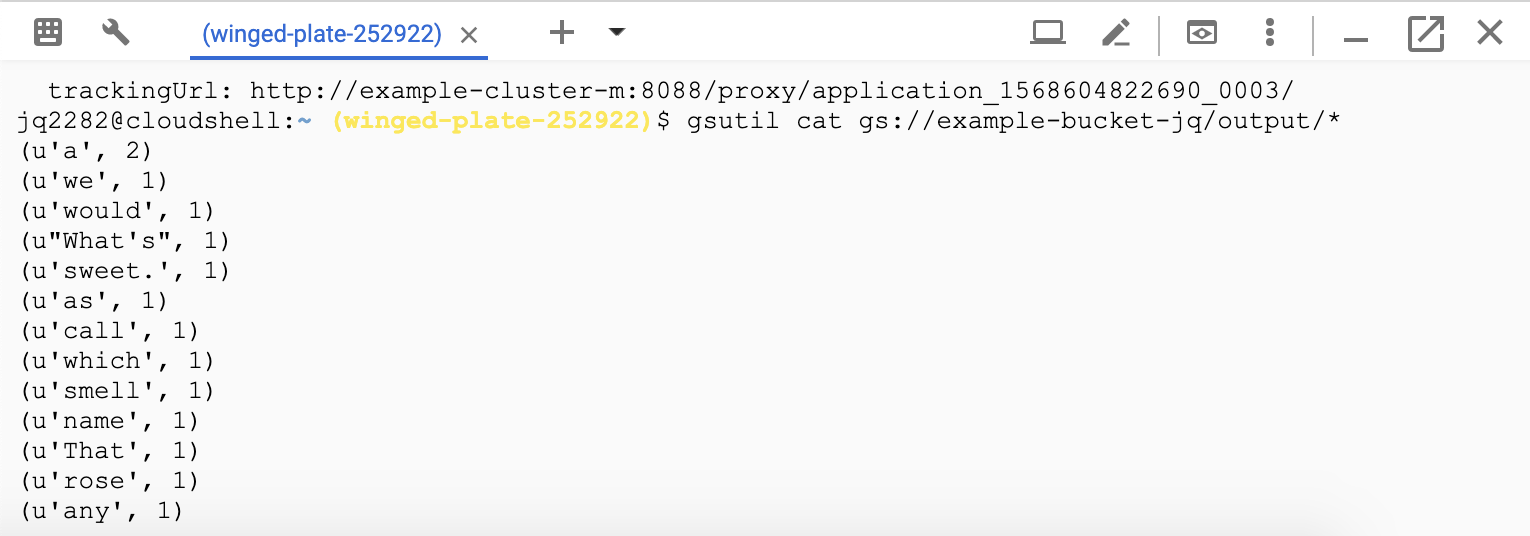 (winged-plate-252922)
trackingUrl: http://example-cluster-m:8088/proxy/application_1568604822690_0003/
jq2282@cloudshell:~ (winged-plate-252922)$ gsutil cat gs://example-bucket-jq/output/*
(u'a', 2)
(u'we', 1)
(u'would', 1)
(u"What's", 1)
(u'sweet.', 1)
(u'as', 1)
(u'call', 1)
(u'which', 1)
(u'smell', 1)
(u'name', 1)
(u'That', 1)
(u'rose', 1)
(u'any', 1)